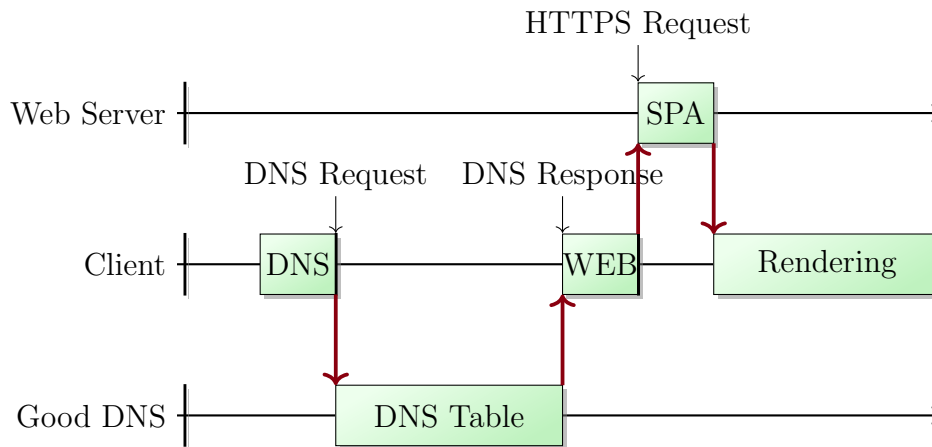 HTTPS Request
Web Server
SPA
DNS Request
DNS Response
Client
DNS
WEB
Rendering
Good DNS
DNS Table